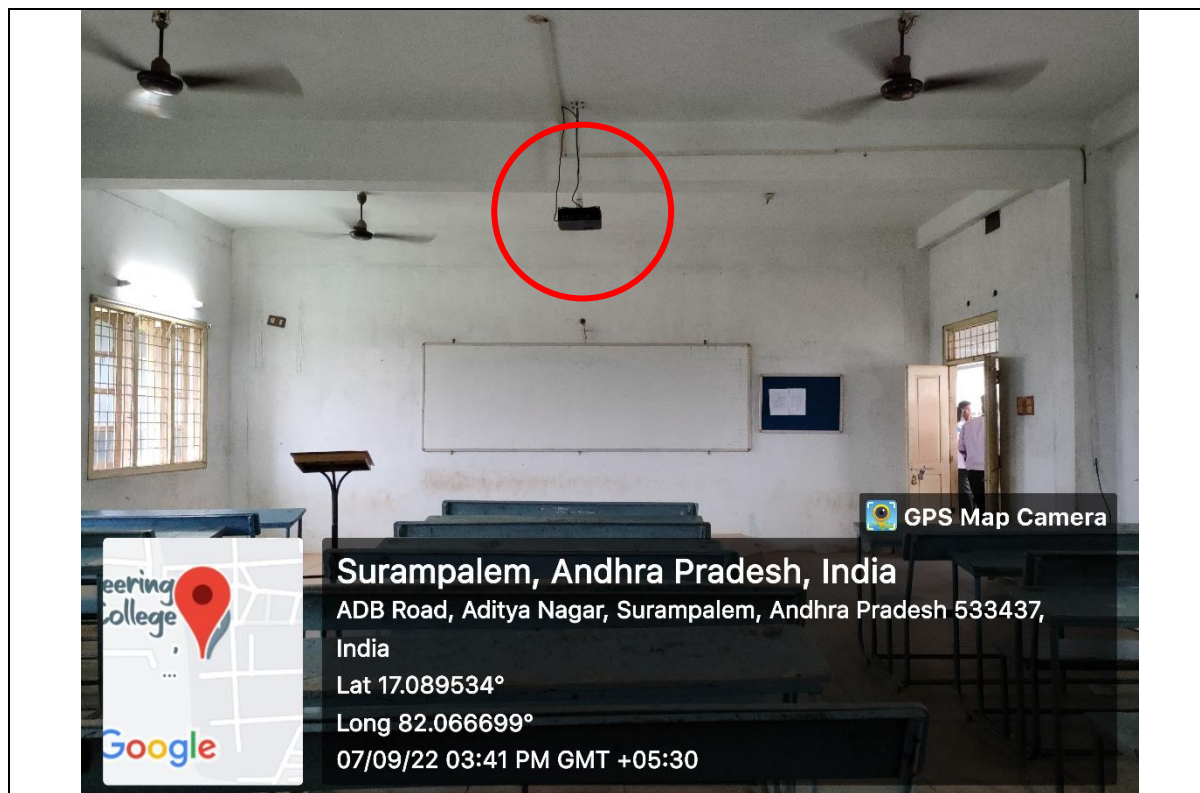 GPS Map Camera
eering
College
Google
Surampalem, Andhra Pradesh, India
ADB Road, Aditya Nagar, Surampalem, Andhra Pradesh 533437,
India
Lat 17.089534°
Long 82.066699°
07/09/22 03:41 PM GMT +05:30